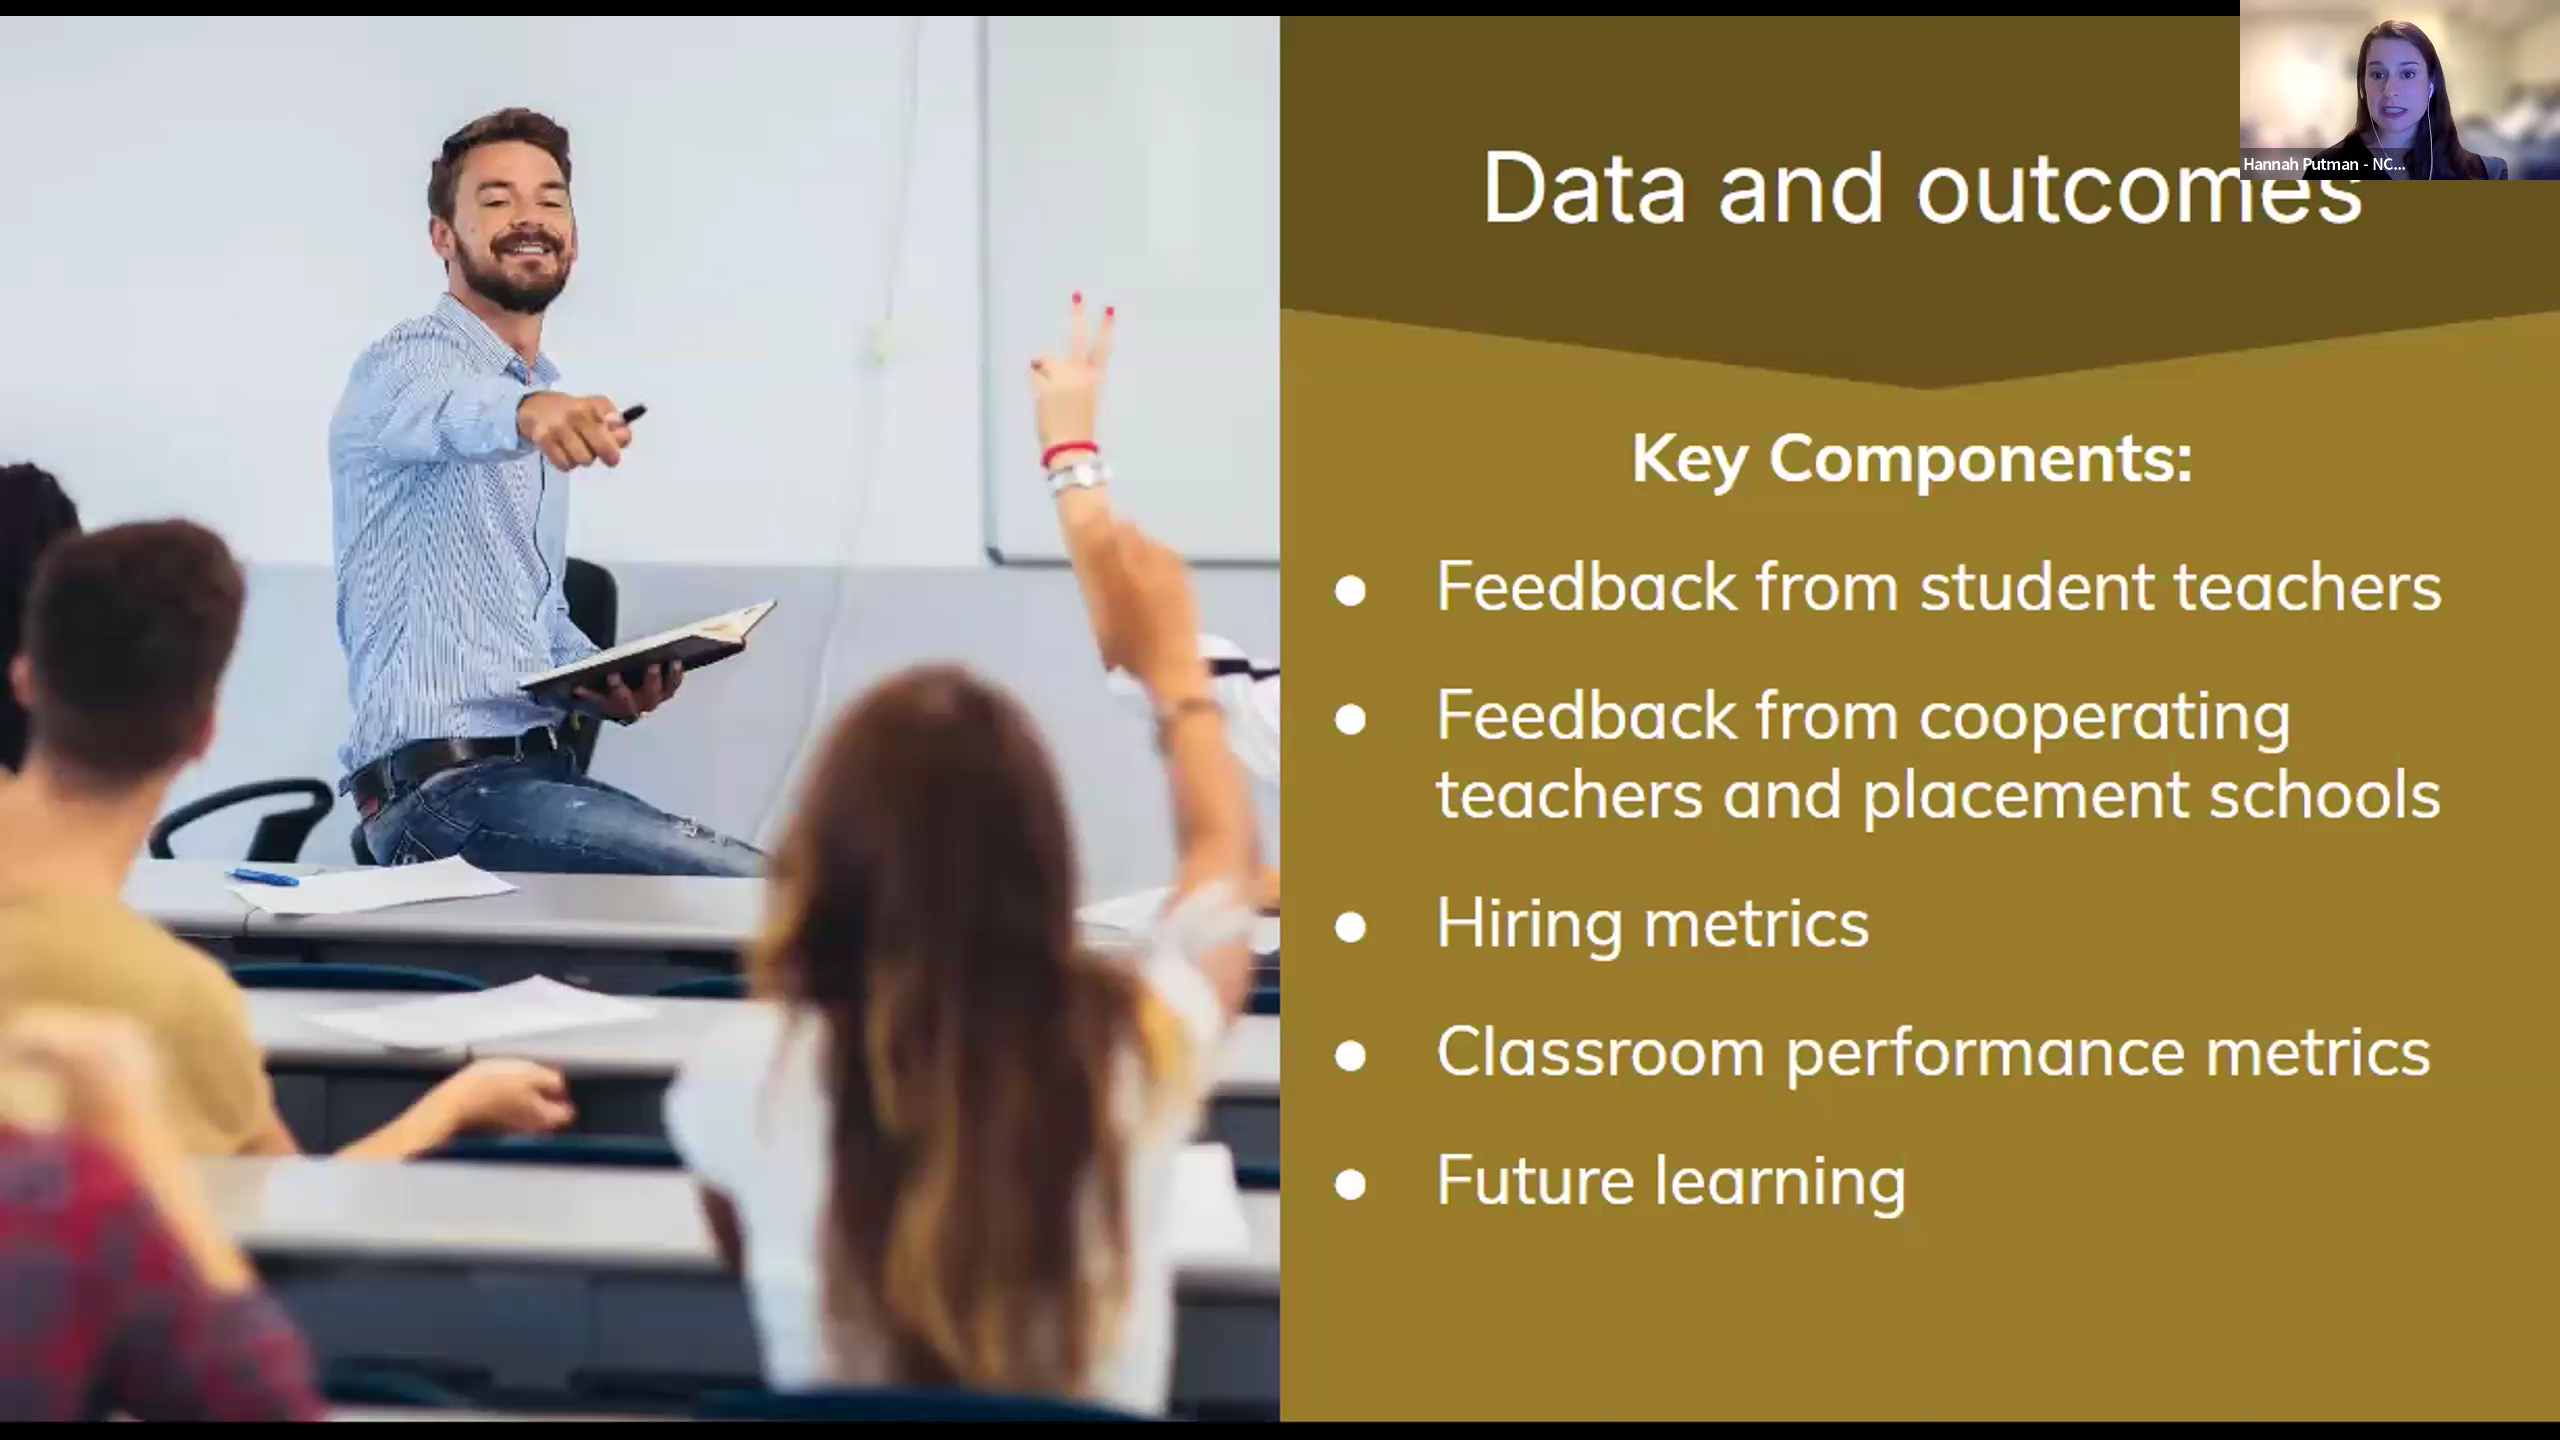 Hannah Putman - NC...
Data and outcomes
Key Components:
● Feedback from student teachers
● Feedback from cooperating
teachers and placement schools
● Hiring metrics
● Classroom performance metrics
● Future learning